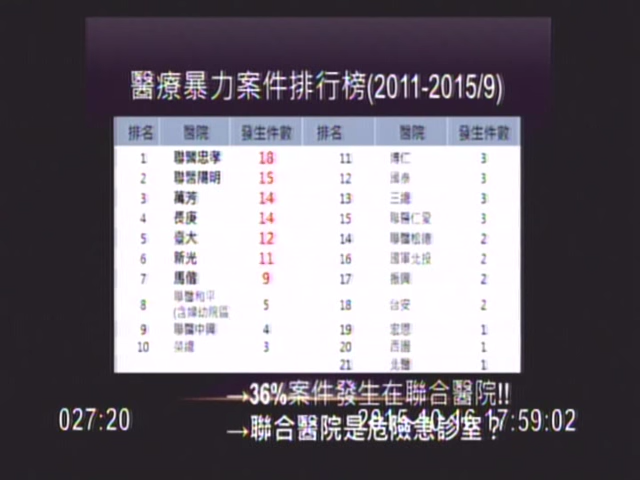 醫療暴力案件排行榜(2011-2015/9)
排名 醫院 發生件數 排名 醫院 發生件數
1 聯醫忠孝 18 11 博仁 3
2 聯醫陽明 15 12 國泰 3
3 萬芳 14 13 三總 3
4 長庚 14 15 聯醫仁愛 3
5 臺大 12 14 聯醫松德 2
6 新光 11 16 國軍北投 2
7 馬偕 9 17 振興 2
8 聯醫和平(含婦幼院區 5 18 台安 2
9 聯醫中興 4 19 宏恩 1
10 榮總 3 20 西園 1
21 北醫 1
→36%案件發生在聯合醫院!!
→聯合醫院是危險急診室?
027:20
2015.10.16 17:59:02